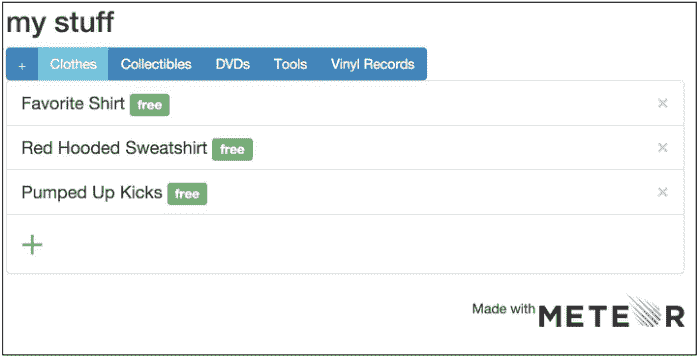 my stuff
+ Clothes Collectibles DVDs Tools Vinyl Records
Favorite Shirt free ×
Red Hooded Sweatshirt free ×
Pumped Up Kicks free ×
+
Made with METEOR